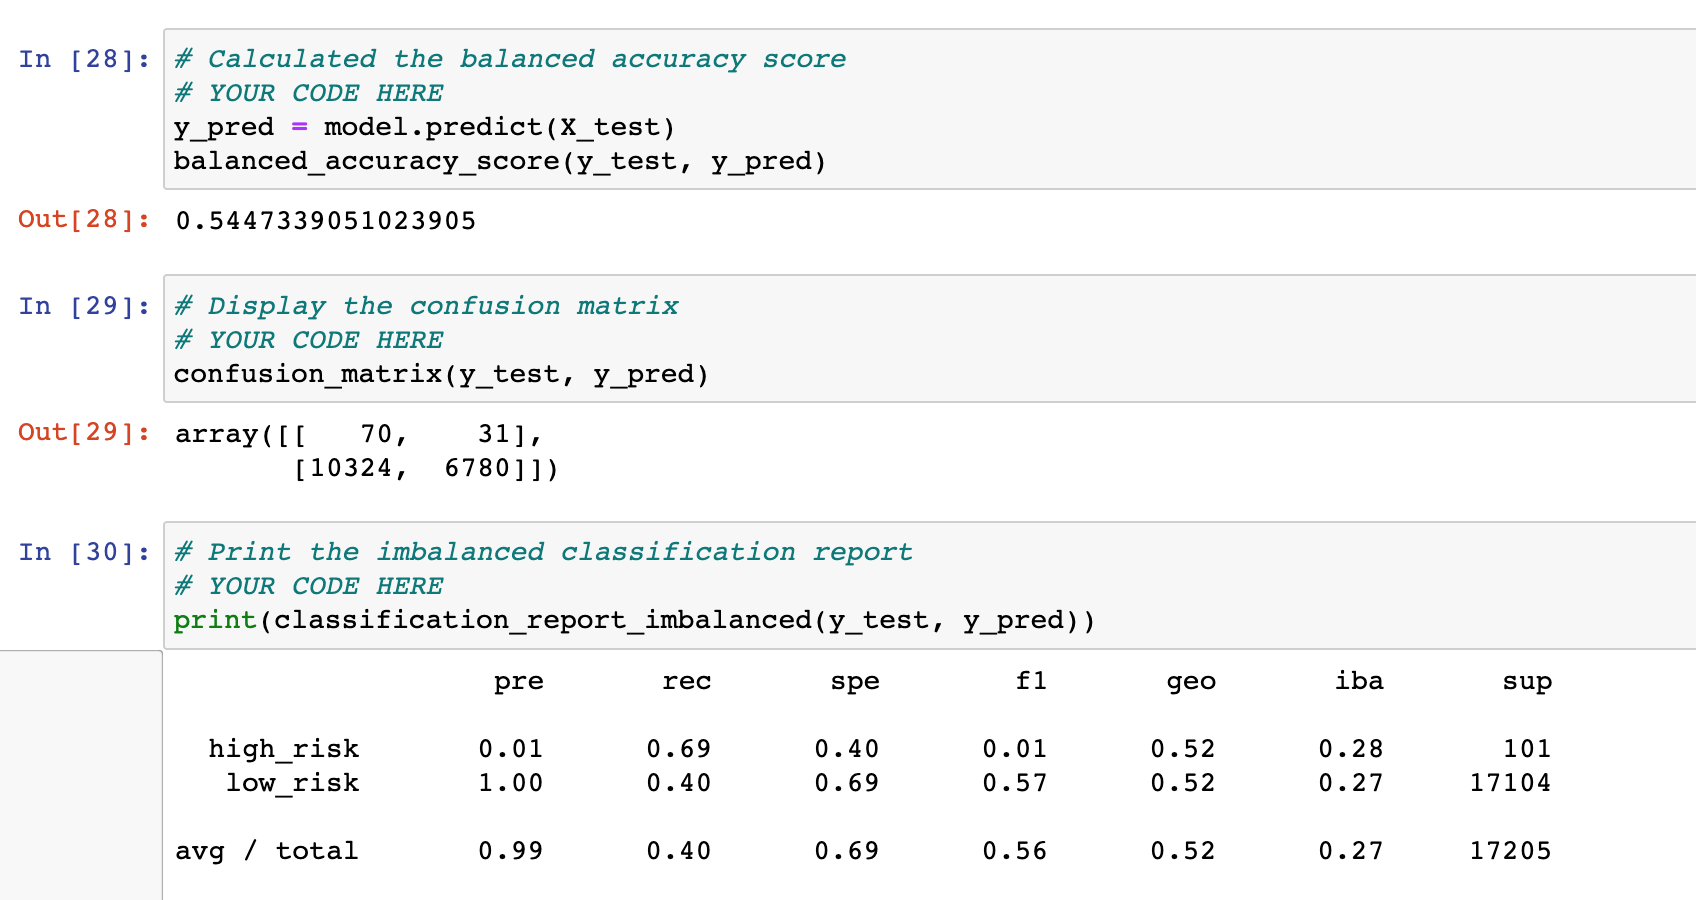 In [28]: # Calculated the balanced accuracy score
# YOUR CODE HERE
y_pred = model.predict(X_test)
balanced_accuracy_score(y_test, y_pred)
Out[28]: 0.5447339051023905
In [29]: # Display the confusion matrix
# YOUR CODE HERE
confusion_matrix(y_test, y_pred)
Out[29]: array([[   70,    31],
       [10324,  6780]])
In [30]: # Print the imbalanced classification report
# YOUR CODE HERE
print(classification_report_imbalanced(y_test, y_pred))
pre rec spe f1 geo iba sup
high_risk 0.01 0.69 0.40 0.01 0.52 0.28 101
low_risk 1.00 0.40 0.69 0.57 0.52 0.27 17104
avg / total 0.99 0.40 0.69 0.56 0.52 0.27 17205